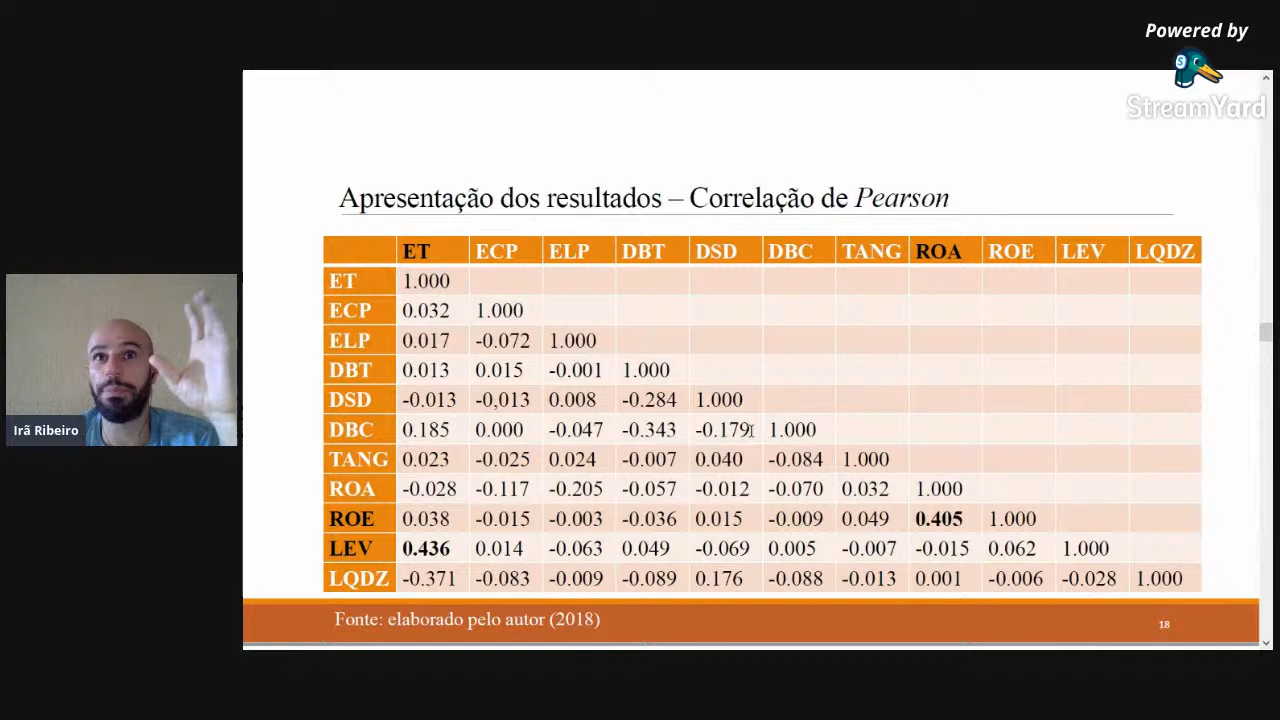 Powered by
StreamYard
Apresentação dos resultados – Correlação de Pearson
ET ECP ELP DBT DSD DBC TANG ROA ROE LEV LQDZ
ET 1.000
ECP 0.032 1.000
ELP 0.017 -0.072 1.000
DBT 0.013 0.015 -0.001 1.000
DSD -0.013 -0,013 0.008 -0.284 1.000
DBC 0.185 0.000 -0.047 -0.343 -0.179 1.000
TANG 0.023 -0.025 0.024 -0.007 0.040 -0.084 1.000
ROA -0.028 -0.117 -0.205 -0.057 -0.012 -0.070 0.032 1.000
ROE 0.038 -0.015 -0.003 -0.036 0.015 -0.009 0.049 0.405 1.000
LEV 0.436 0.014 -0.063 0.049 -0.069 0.005 -0.007 -0.015 0.062 1.000
LQDZ -0.371 -0.083 -0.009 -0.089 0.176 -0.088 -0.013 0.001 -0.006 -0.028 1.000
Fonte: elaborado pelo autor (2018)
18
Irã Ribeiro